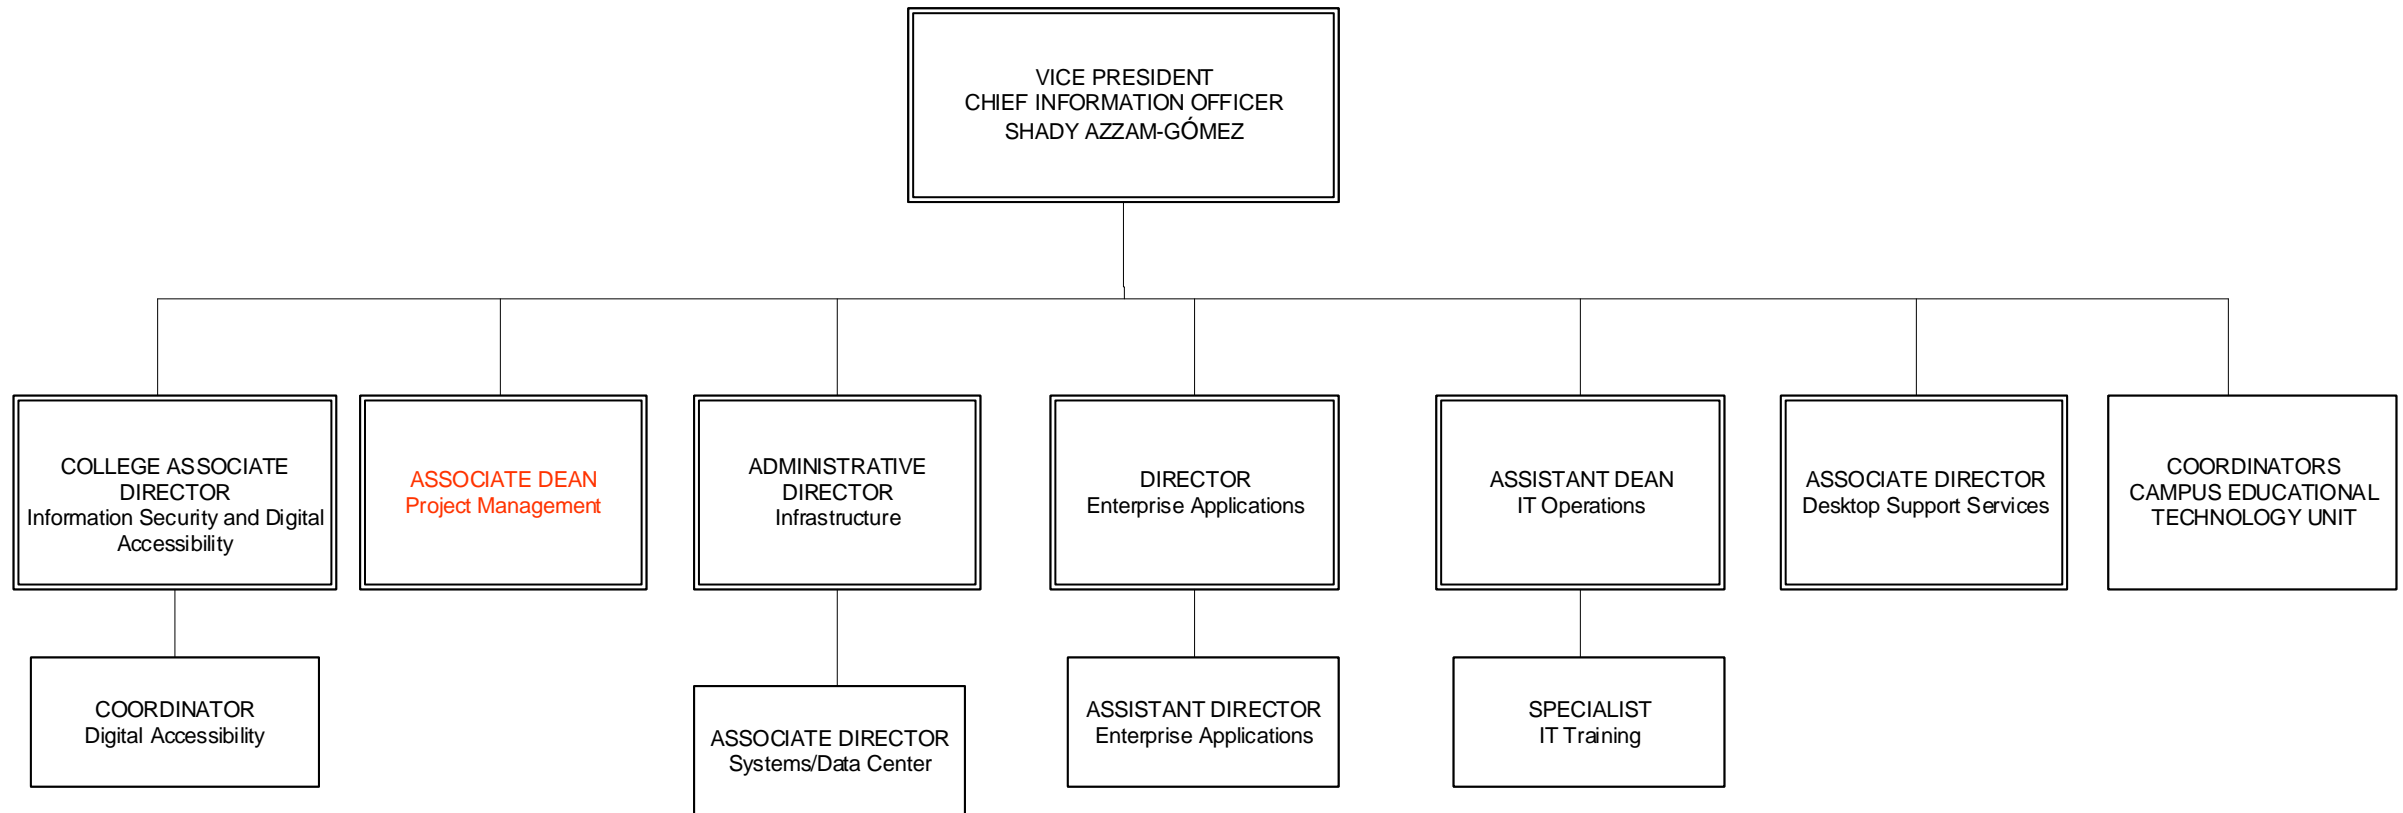 VICE PRESIDENT
CHIEF INFORMATION OFFICER
SHADY AZZAM-GÓMEZ
COLLEGE ASSOCIATE
DIRECTOR
Information Security and Digital
Accessibility
ASSOCIATE DEAN
Project Management
ADMINISTRATIVE
DIRECTOR
Infrastructure
DIRECTOR
Enterprise Applications
ASSISTANT DEAN
IT Operations
ASSOCIATE DIRECTOR
Desktop Support Services
COORDINATORS
CAMPUS EDUCATIONAL
TECHNOLOGY UNIT
COORDINATOR
Digital Accessibility
ASSOCIATE DIRECTOR
Systems/Data Center
ASSISTANT DIRECTOR
Enterprise Applications
SPECIALIST
IT Training